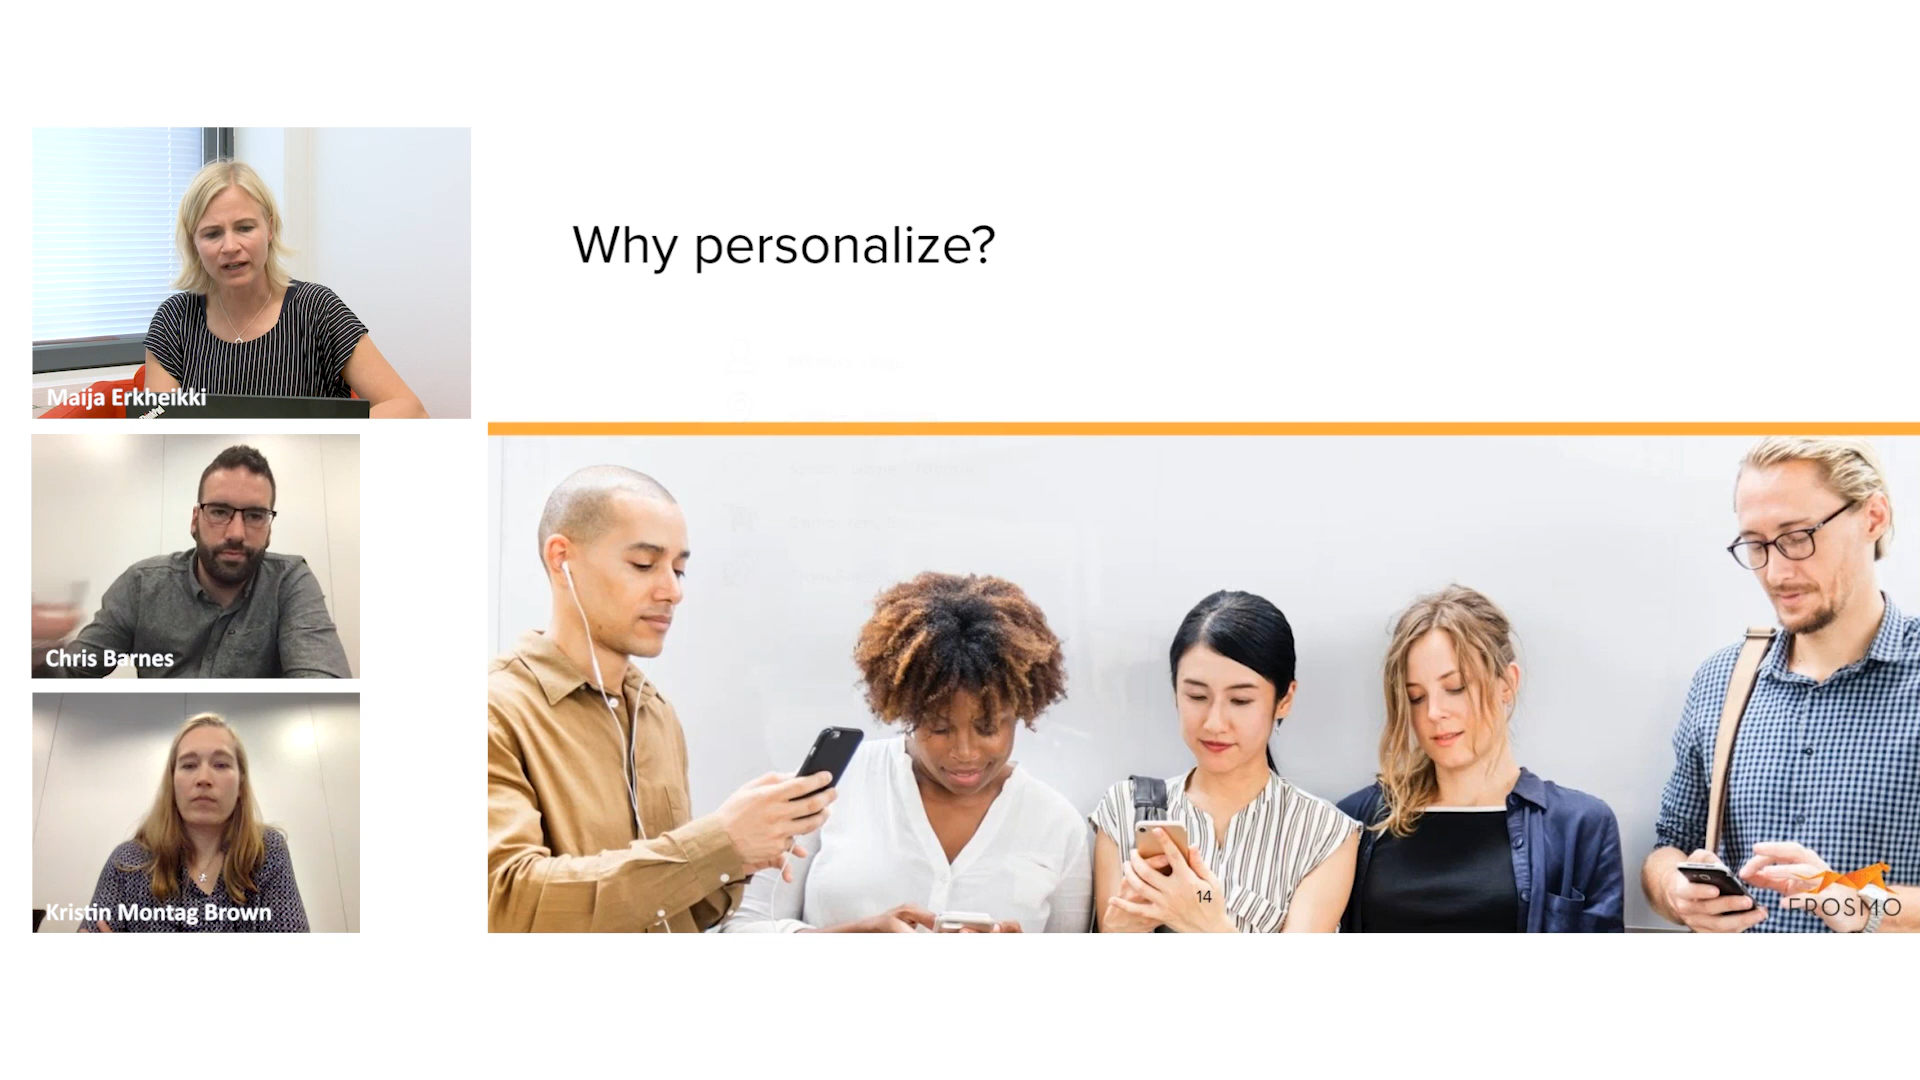 Maija Erkheikki
Chris Barnes
Kristin Montag Brown
Why personalize?
14
FROSMO